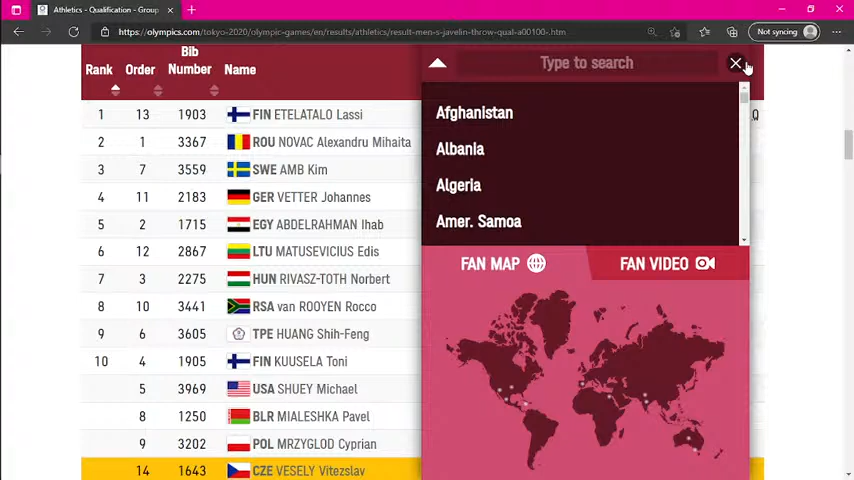 Athletics - Qualification - Group
https://olympics.com/tokyo-2020/olympic-games/en/results/athletics/result-men-s-javelin-throw-qual-a00100-.htm
Not syncing
Rank Order Bib Number Name
Type to search
1 13 1903 FIN ETELATALO Lassi
Q
2 1 3367 ROU NOVAC Alexandru Mihaita
3 7 3559 SWE AMB Kim
4 11 2183 GER VETTER Johannes
5 2 1715 EGY ABDELRAHMAN Ihab
6 12 2867 LTU MATUSEVICIUS Edis
7 3 2275 HUN RIVASZ-TOTH Norbert
8 10 3441 RSA van ROOYEN Rocco
9 6 3605 TPE HUANG Shih-Feng
10 4 1905 FIN KUUSELA Toni
5 3969 USA SHUEY Michael
8 1250 BLR MIALESHKA Pavel
9 3202 POL MRZYGLOD Cyprian
14 1643 CZE VESELY Vitezslav
Afghanistan
Albania
Algeria
Amer. Samoa
FAN MAP
FAN VIDEO